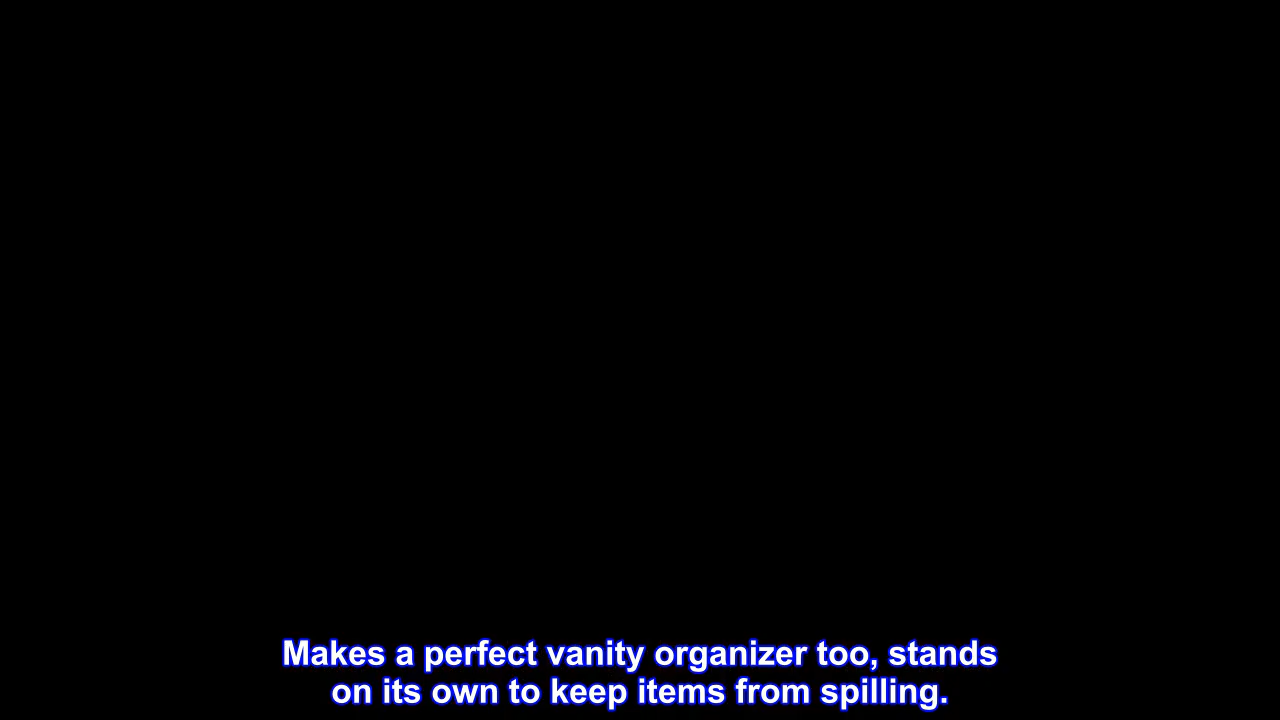 Makes a perfect vanity organizer too, stands
on its own to keep items from spilling.